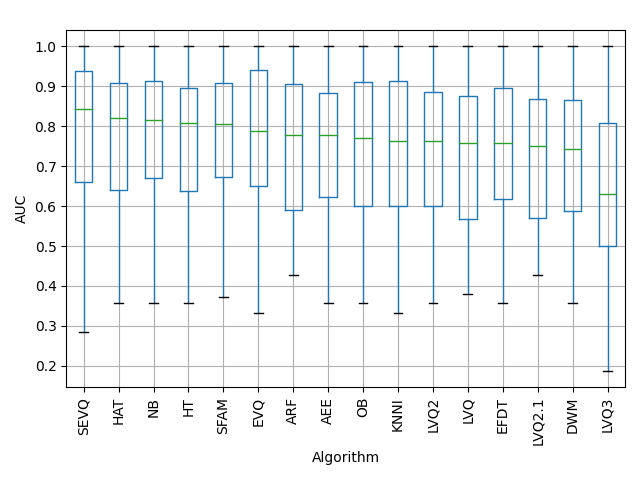 1.0
0.9
0.8
0.7
0.6
0.5
0.4
0.3
0.2
AUC
SEVQ
HAT
NB
HT
SFAM
EVQ
ARF
AEE
OB
KNNI
LVQ2
LVQ
EFDT
LVQ2.1
DWM
LVQ3
Algorithm